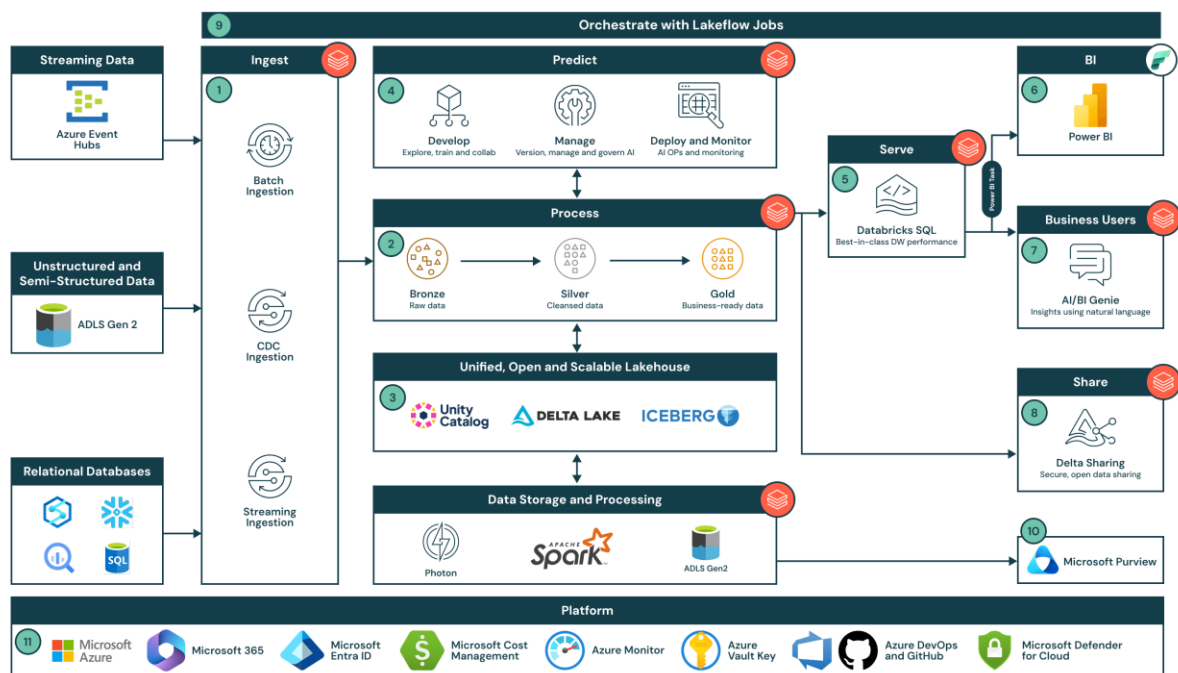 9
Orchestrate with Lakeflow Jobs
Streaming Data
Azure Event
Hubs
Unstructured and
Semi-Structured Data
ADLS Gen 2
Relational Databases
SQL
Ingest
1
Batch
Ingestion
CDC
Ingestion
Streaming
Ingestion
Predict
4
Develop
Explore, train and collab
Manage
Version, manage and govern AI
Deploy and Monitor
AI OPs and monitoring
Process
2
Bronze
Raw data
Silver
Cleansed data
Gold
Business-ready data
Unified, Open and Scalable Lakehouse
3
Unity
Catalog
DELTA LAKE
ICEBERG
Data Storage and Processing
Photon
APACHE
Spark
ADLS Gen2
Serve
5
Databricks SQL
Best-in-class DW performance
Power BI Task
BI
6
Power BI
Business Users
7
AI/BI Genie
Insights using natural language
Share
8
Delta Sharing
Secure, open data sharing
10
Microsoft Purview
Platform
11
Microsoft
Azure
Microsoft 365
Microsoft
Entra ID
Microsoft Cost
Management
Azure Monitor
Azure
Vault Key
Azure DevOps
and GitHub
Microsoft Defender
for Cloud